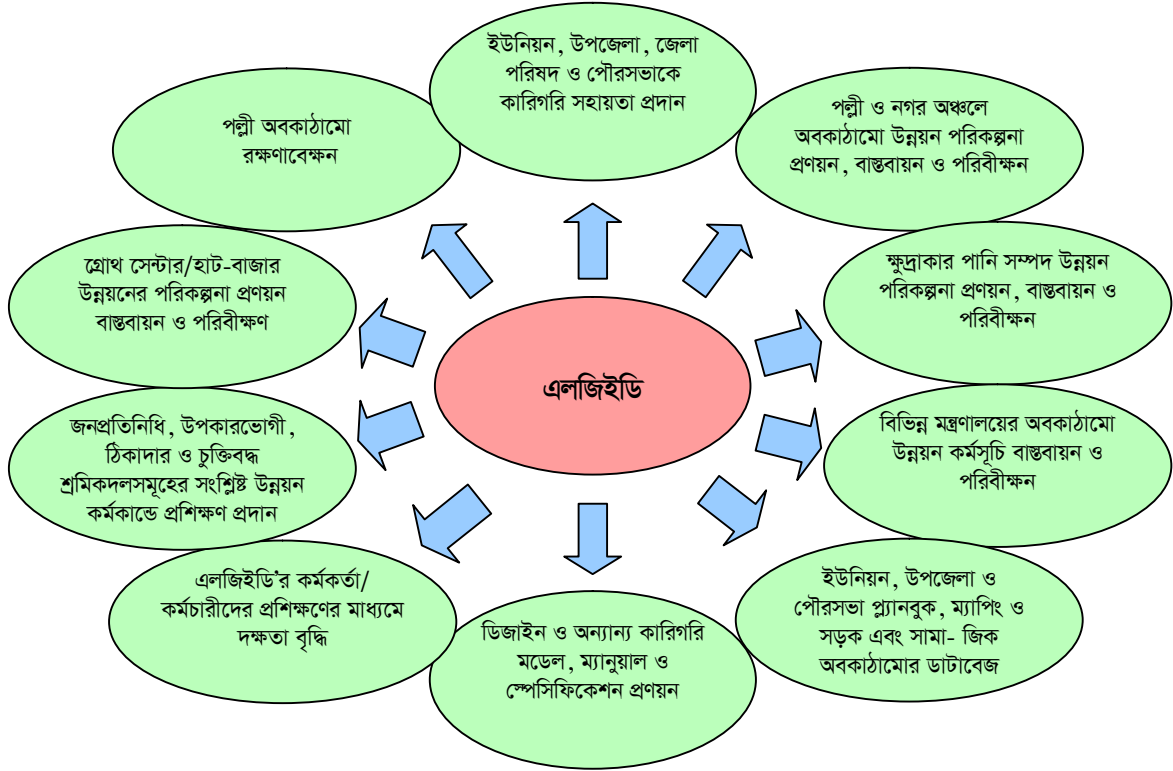 ইউনিয়ন, উপজেলা, জেলা
পরিষদ ও পৌরসভাকে
কারিগরি সহায়তা প্রদান
পল্লী ও নগর অঞ্চলে
অবকাঠামো উন্নয়ন পরিকল্পনা
প্রণয়ন, বাস্তবায়ন ও পরিবীক্ষন
ক্ষুদ্রাকার পানি সম্পদ উন্নয়ন
পরিকল্পনা প্রণয়ন, বাস্তবায়ন ও
পরিবীক্ষন
বিভিন্ন মন্ত্রণালয়ের অবকাঠামো
উন্নয়ন কর্মসূচি বাস্তবায়ন ও
পরিবীক্ষন
ইউনিয়ন, উপজেলা ও
পৌরসভা প্ল্যানবুক, ম্যাপিং ও
সড়ক এবং সামা- জিক
অবকাঠামোর ডাটাবেজ
ডিজাইন ও অন্যান্য কারিগরি
মডেল, ম্যানুয়াল ও
স্পেসিফিকেশন প্রণয়ন
এলজিইডি'র কর্মকর্তা/
কর্মচারীদের প্রশিক্ষণের মাধ্যমে
দক্ষতা বৃদ্ধি
জনপ্রতিনিধি, উপকারভোগী,
ঠিকাদার ও চুক্তিবদ্ধ
শ্রমিকদলসমূহের সংশ্লিষ্ট উন্নয়ন
কর্মকান্ডে প্রশিক্ষণ প্রদান
গ্রোথ সেন্টার/হাট-বাজার
উন্নয়নের পরিকল্পনা প্রণয়ন
বাস্তবায়ন ও পরিবীক্ষণ
পল্লী অবকাঠামো
রক্ষণাবেক্ষন
এলজিইডি